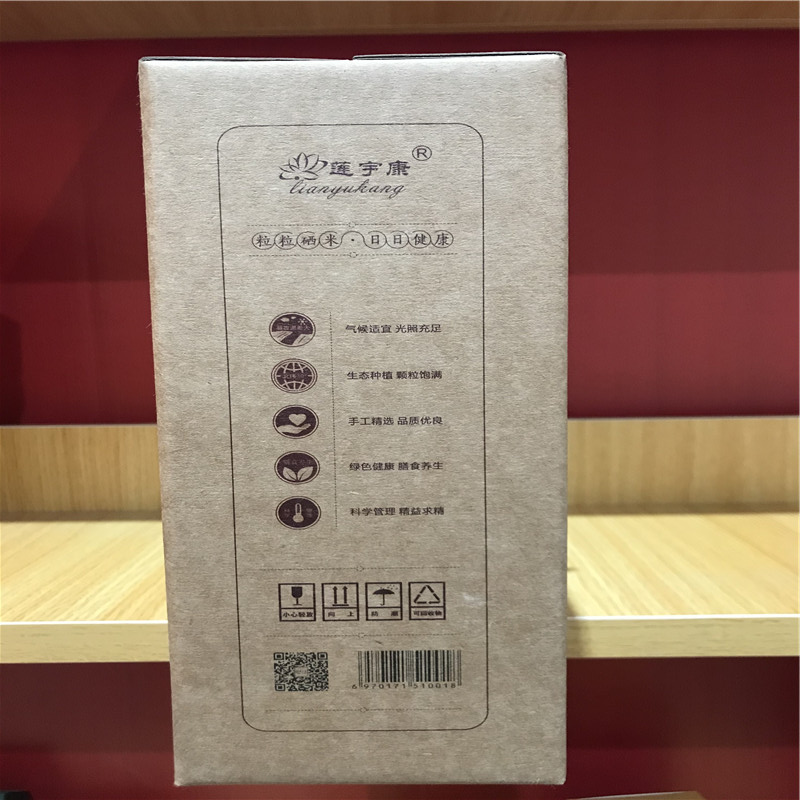 莲宇康®
lianyukang
粒粒硒米·日日健康
气候适宜 光照充足
生态种植 颗粒饱满
手工精选 品质优良
绿色健康 膳食养生
科学管理 精益求精
小心轻放 向上 防潮 可回收物
6 970171 510018